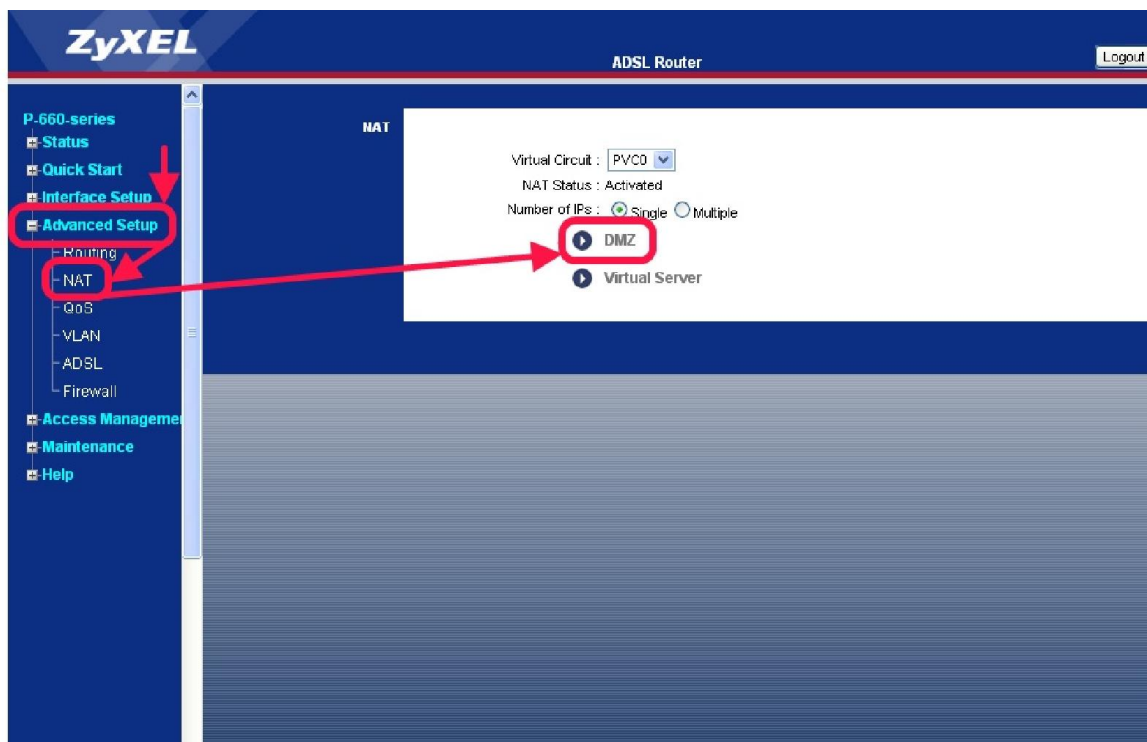 ZyXEL
ADSL Router
Logout
P-660-series
Status
Quick Start
Interface Setup
Advanced Setup
Routing
NAT
QoS
VLAN
ADSL
Firewall
Access Managemen
Maintenance
Help
NAT
Virtual Circuit : PVC0
NAT Status : Activated
Number of IPs : Single Multiple
DMZ
Virtual Server